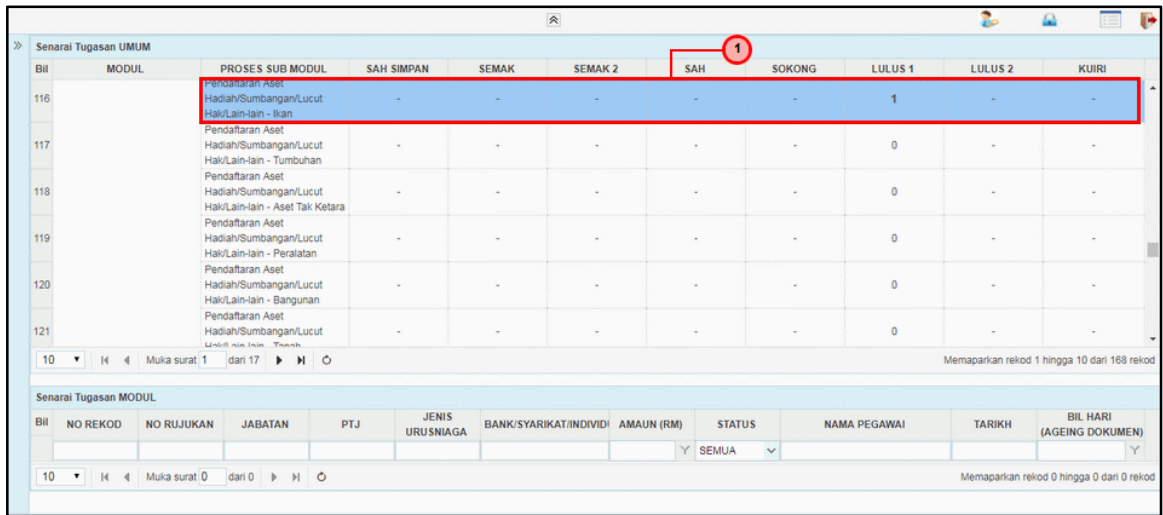 1
Senarai Tugasan UMUM
Bil MODUL PROSES SUB MODUL SAH SIMPAN SEMAK SEMAK 2 SAH SOKONG LULUS 1 LULUS 2 KUIRI
Pendaftaran Aset
116 Hadiah/Sumbangan/Lucut - - - - - 1 - -
Hak/Lain-lain - Ikan
Pendaftaran Aset
117 Hadiah/Sumbangan/Lucut - - - - - 0 - -
Hak/Lain-lain - Tumbuhan
Pendaftaran Aset
118 Hadiah/Sumbangan/Lucut - - - - - 0 - -
Hak/Lain-lain - Aset Tak Ketara
Pendaftaran Aset
119 Hadiah/Sumbangan/Lucut - - - - - 0 - -
Hak/Lain-lain - Peralatan
Pendaftaran Aset
120 Hadiah/Sumbangan/Lucut - - - - - 0 - -
Hak/Lain-lain - Bangunan
Pendaftaran Aset
121 Hadiah/Sumbangan/Lucut - - - - - 0 - -
Hak/Lain-lain - Tanah
10 Muka surat 1 dari 17 Memaparkan rekod 1 hingga 10 dari 168 rekod
Senarai Tugasan MODUL
Bil NO REKOD NO RUJUKAN JABATAN PTJ JENIS URUSNIAGA BANK/SYARIKAT/INDIVIDU AMAUN (RM) STATUS NAMA PEGAWAI TARIKH BIL HARI (AGEING DOKUMEN)
SEMUA
10 Muka surat 0 dari 0 Memaparkan rekod 0 hingga 0 dari 0 rekod